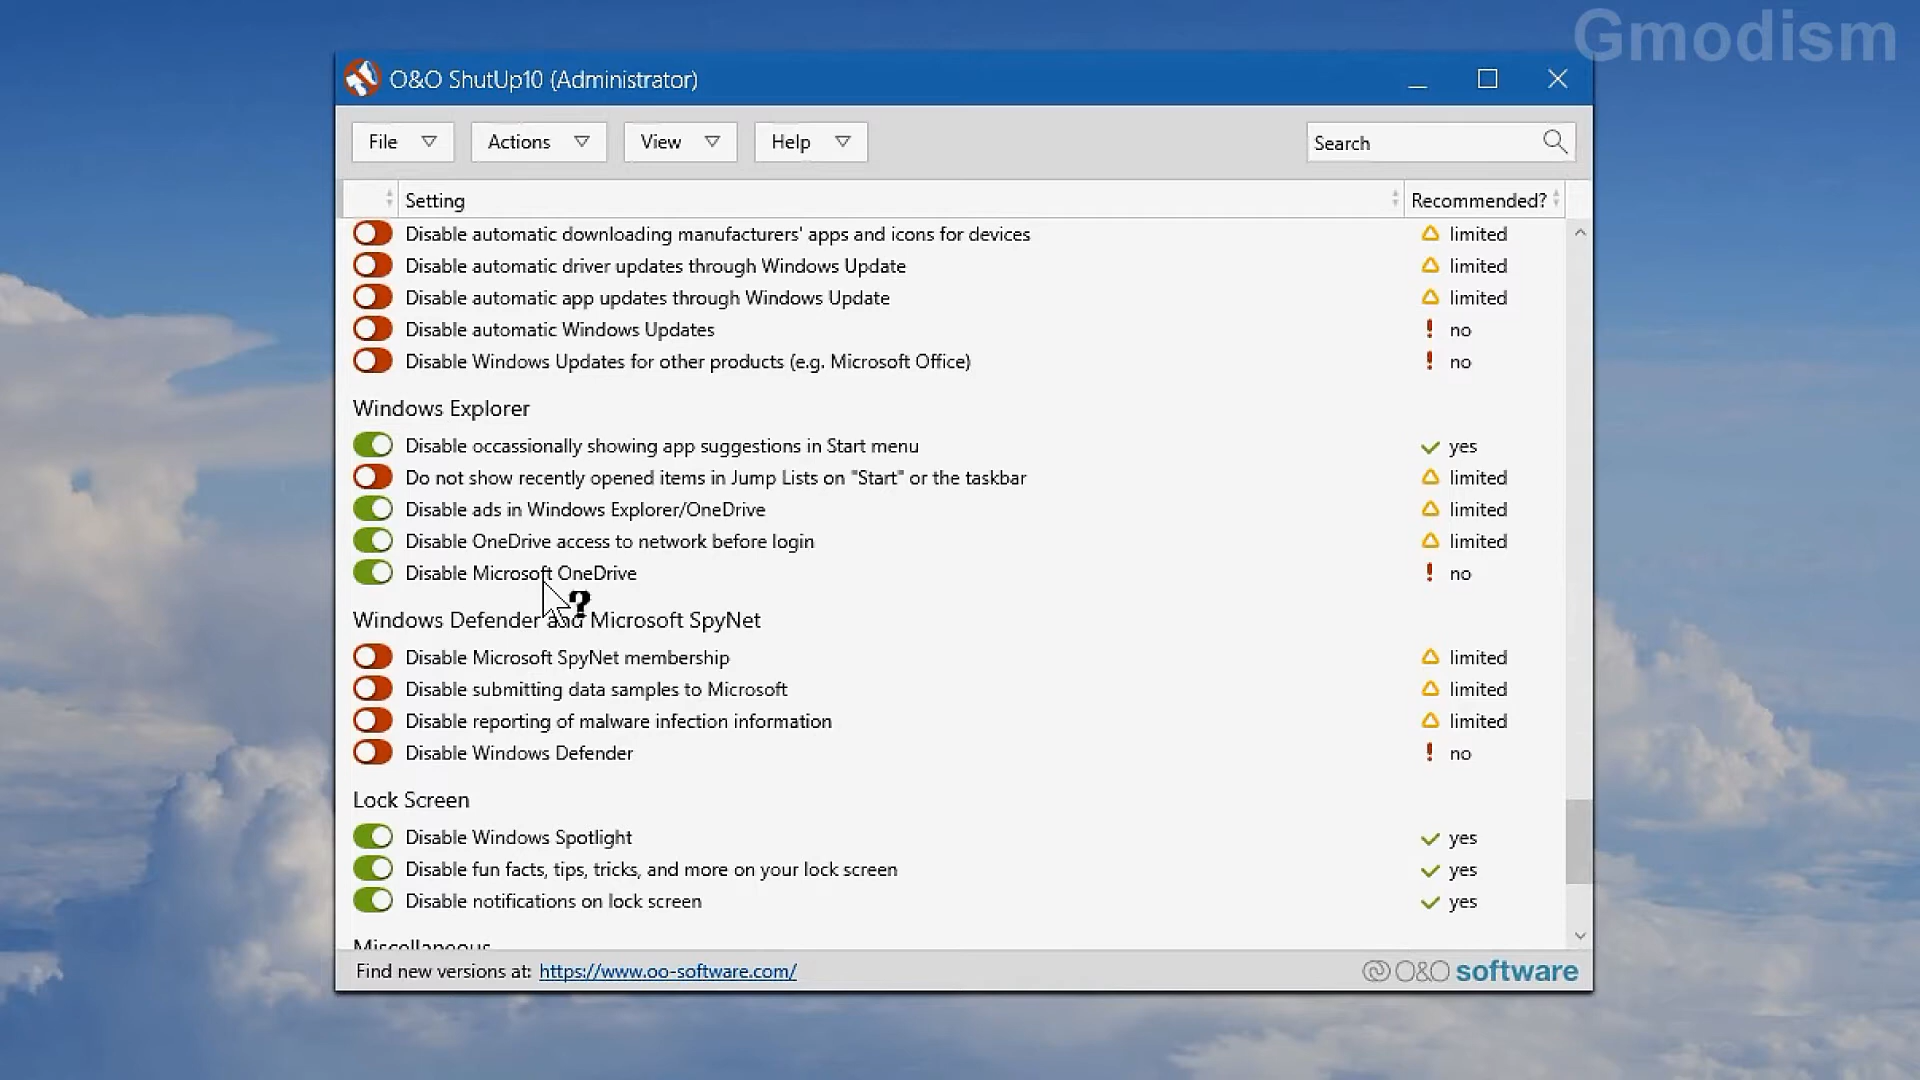 Gmodism
O&O ShutUp10 (Administrator)
File Actions View Help Search
Setting Recommended?
Disable automatic downloading manufacturers' apps and icons for devices limited
Disable automatic driver updates through Windows Update limited
Disable automatic app updates through Windows Update limited
Disable automatic Windows Updates no
Disable Windows Updates for other products (e.g. Microsoft Office) no
Windows Explorer
Disable occassionally showing app suggestions in Start menu yes
Do not show recently opened items in Jump Lists on "Start" or the taskbar limited
Disable ads in Windows Explorer/OneDrive limited
Disable OneDrive access to network before login limited
Disable Microsoft OneDrive no
Windows Defender and Microsoft SpyNet
Disable Microsoft SpyNet membership limited
Disable submitting data samples to Microsoft limited
Disable reporting of malware infection information limited
Disable Windows Defender no
Lock Screen
Disable Windows Spotlight yes
Disable fun facts, tips, tricks, and more on your lock screen yes
Disable notifications on lock screen yes
Miscellaneous
Find new versions at: https://www.oo-software.com/ O&O software